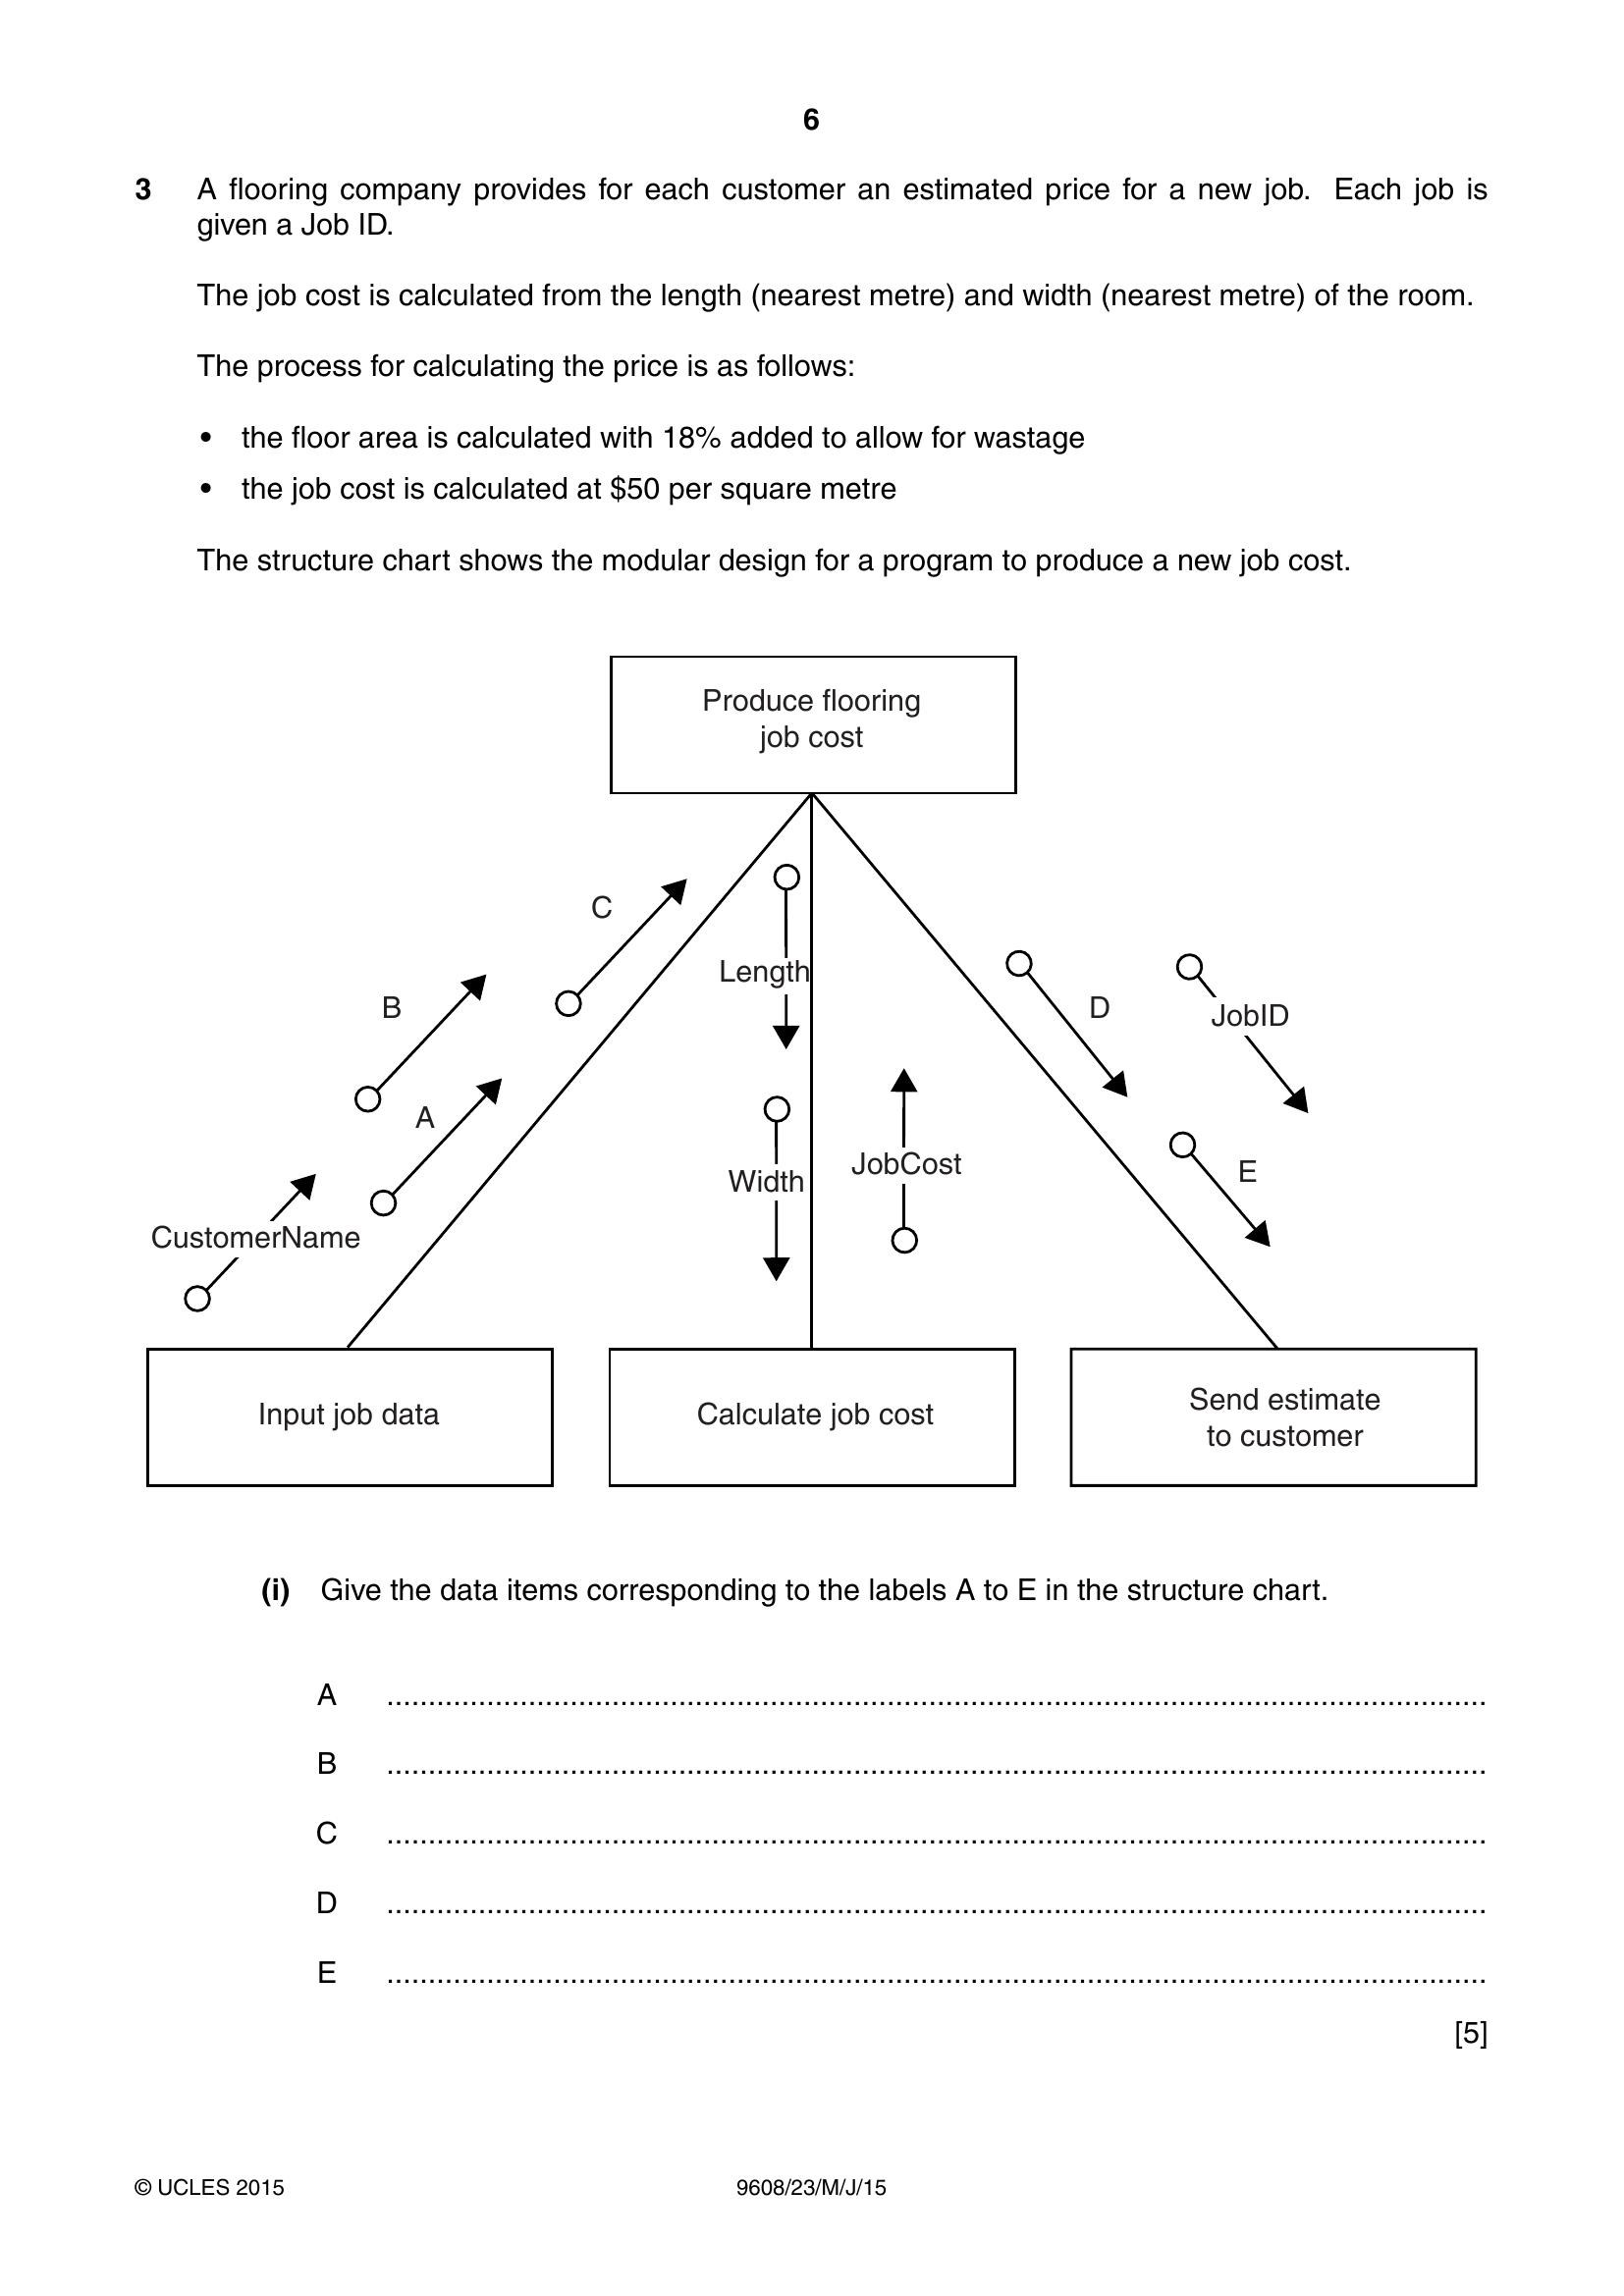 6
3 A flooring company provides for each customer an estimated price for a new job. Each job is
given a Job ID.
The job cost is calculated from the length (nearest metre) and width (nearest metre) of the room.
The process for calculating the price is as follows:
• the floor area is calculated with 18% added to allow for wastage
• the job cost is calculated at $50 per square metre
The structure chart shows the modular design for a program to produce a new job cost.
Produce flooring
job cost
C
Length
B
D
JobID
A
JobCost
E
Width
CustomerName
Input job data
Calculate job cost
Send estimate
to customer
(i) Give the data items corresponding to the labels A to E in the structure chart.
A ....................................................................................................................................
B ....................................................................................................................................
C ....................................................................................................................................
D ....................................................................................................................................
E ....................................................................................................................................
[5]
© UCLES 2015 9608/23/M/J/15